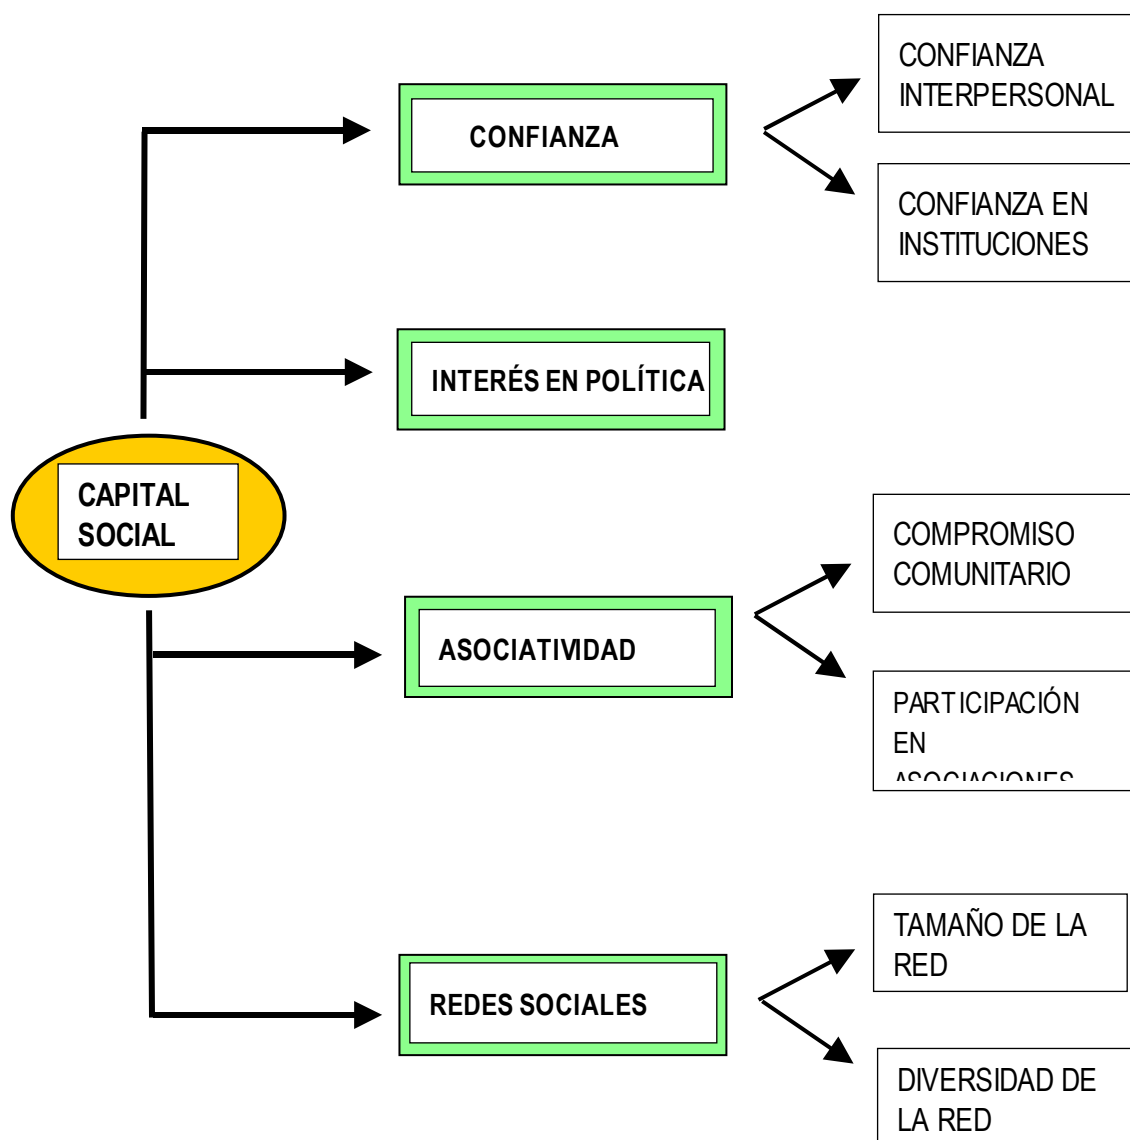 CONFIANZA
INTERPERSONAL
CONFIANZA
CONFIANZA EN
INSTITUCIONES
INTERÉS EN POLÍTICA
CAPITAL
SOCIAL
COMPROMISO
COMUNITARIO
ASOCIATIVIDAD
PARTICIPACIÓN
EN
ASOCIACIONES
TAMAÑO DE LA
RED
REDES SOCIALES
DIVERSIDAD DE
LA RED